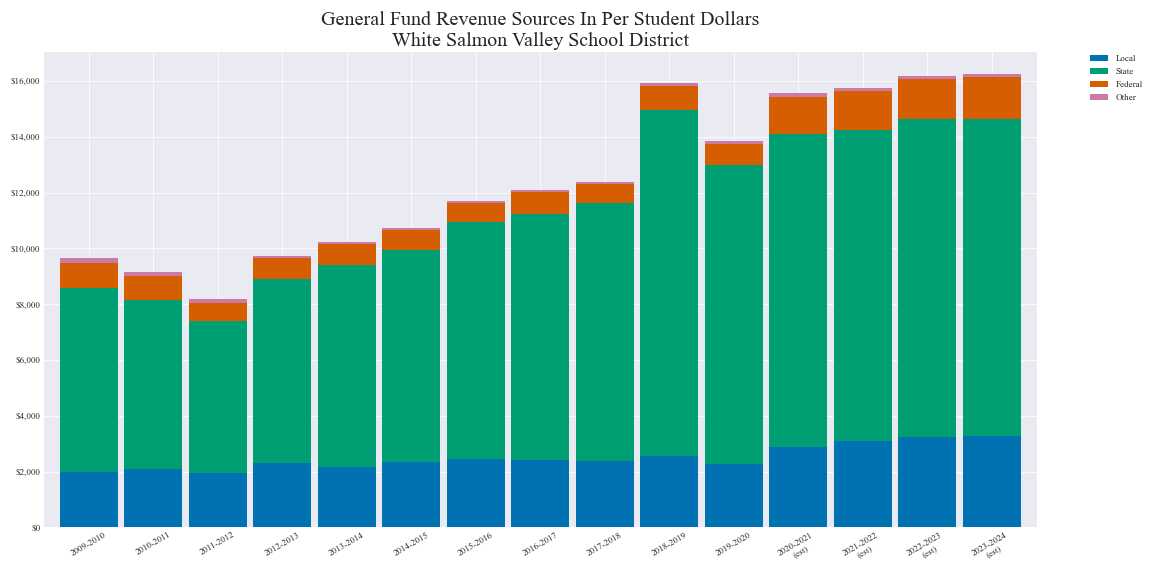 General Fund Revenue Sources In Per Student Dollars
White Salmon Valley School District
Local
State
Federal
Other
$16,000
$14,000
$12,000
$10,000
$8,000
$6,000
$4,000
$2,000
$0
2009-2010
2010-2011
2011-2012
2012-2013
2013-2014
2014-2015
2015-2016
2016-2017
2017-2018
2018-2019
2019-2020
2020-2021
(est)
2021-2022
(est)
2022-2023
(est)
2023-2024
(est)